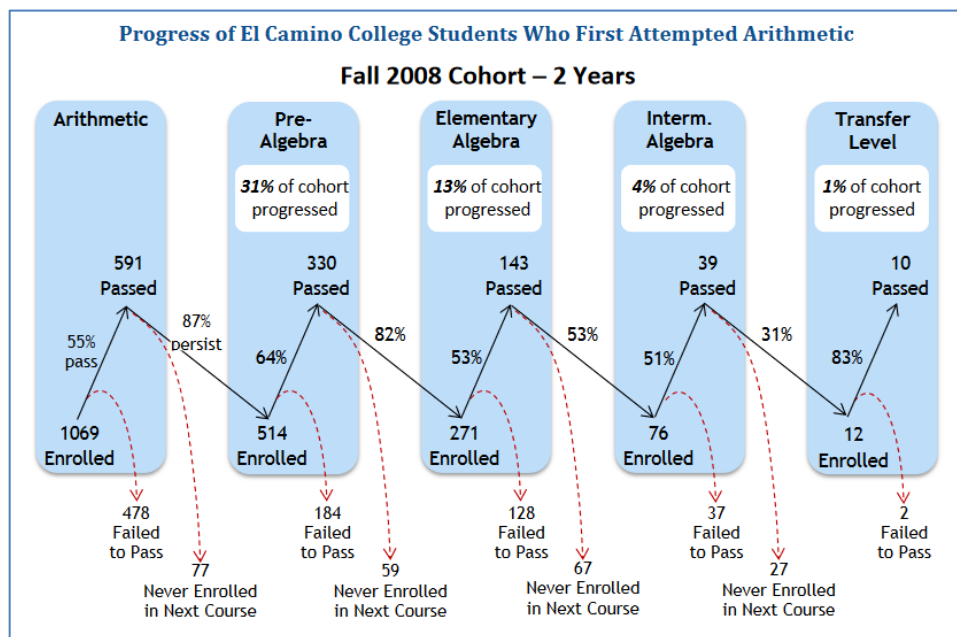 Progress of El Camino College Students Who First Attempted Arithmetic
Fall 2008 Cohort – 2 Years
Arithmetic
591
Passed
55%
pass
87%
persist
1069
Enrolled
478
Failed
to Pass
77
Never Enrolled
in Next Course
Pre-
Algebra
31% of cohort
progressed
330
Passed
64%
82%
514
Enrolled
184
Failed
to Pass
59
Never Enrolled
in Next Course
Elementary
Algebra
13% of cohort
progressed
143
Passed
53%
53%
271
Enrolled
128
Failed
to Pass
67
Never Enrolled
in Next Course
Interm.
Algebra
4% of cohort
progressed
39
Passed
51%
31%
76
Enrolled
37
Failed
to Pass
27
Never Enrolled
in Next Course
Transfer
Level
1% of cohort
progressed
10
Passed
83%
12
Enrolled
2
Failed
to Pass